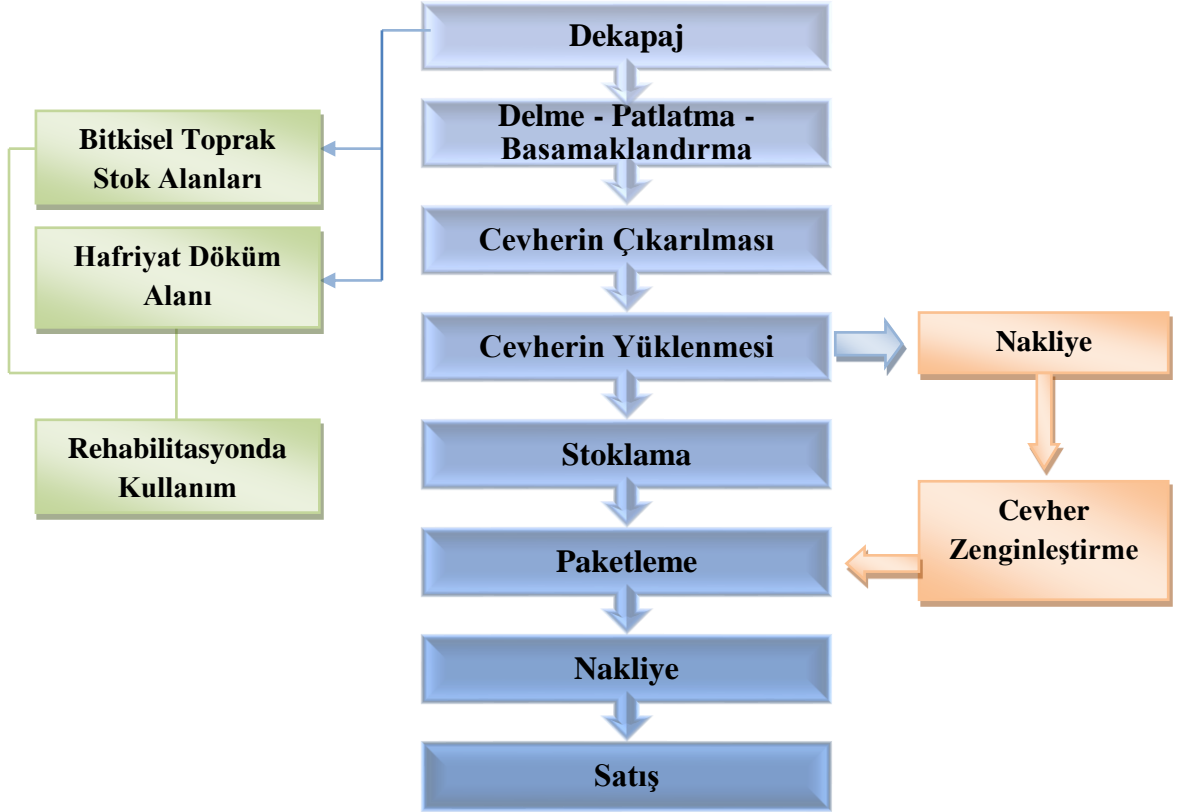 Dekapaj
Delme - Patlatma -
Basamaklandırma
Bitkisel Toprak
Stok Alanları
Cevherin Çıkarılması
Hafriyat Döküm
Alanı
Cevherin Yüklenmesi
Nakliye
Rehabilitasyonda
Kullanım
Stoklama
Cevher
Zenginleştirme
Paketleme
Nakliye
Satış